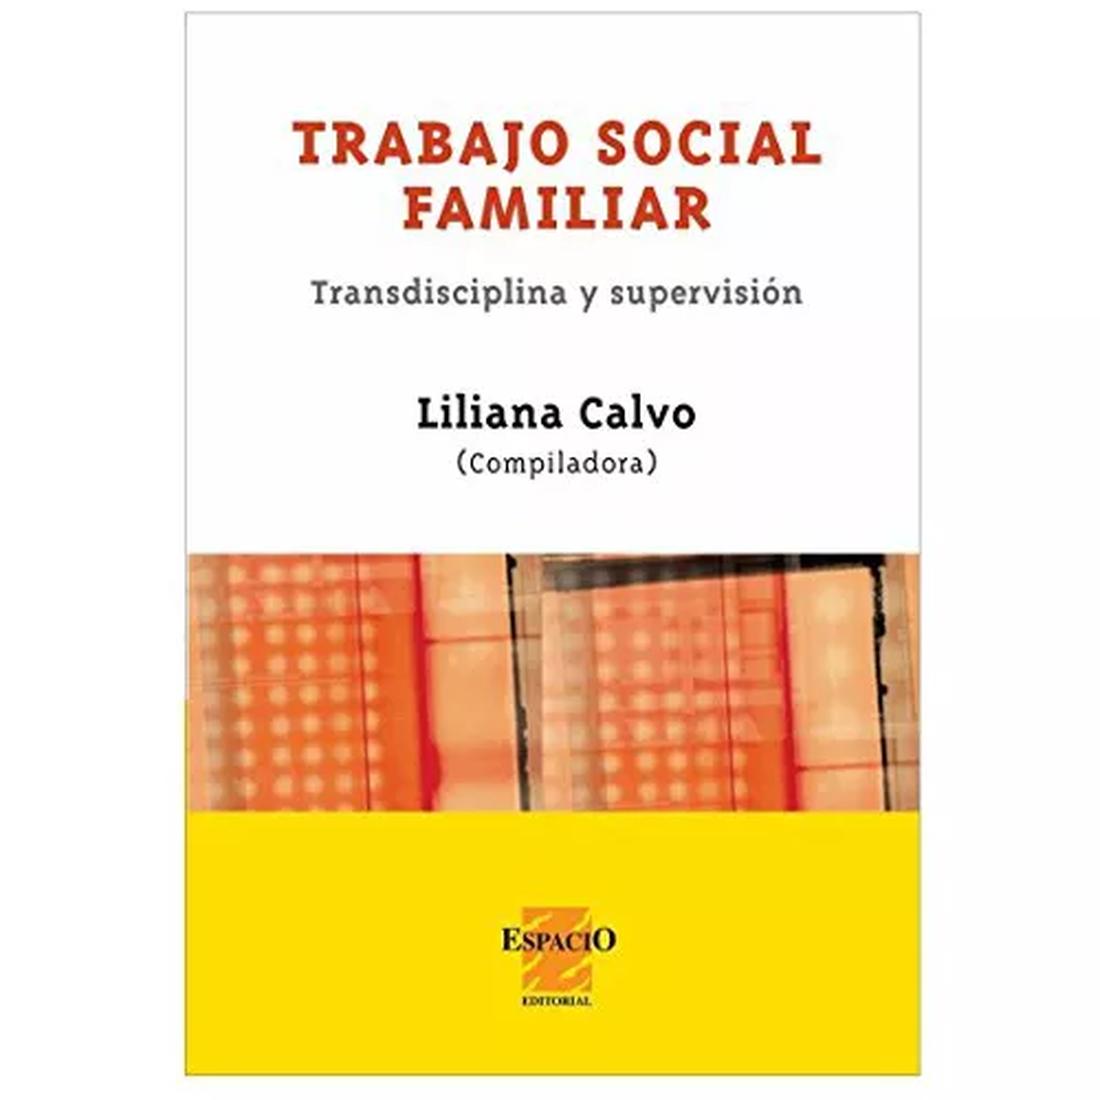 TRABAJO SOCIAL
FAMILIAR
Transdisciplina y supervisión
Liliana Calvo
(Compiladora)
ESPACIO
EDITORIAL